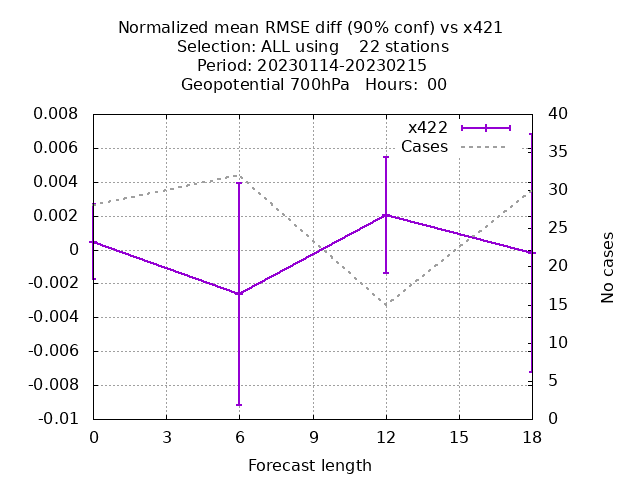 Normalized mean RMSE diff (90% conf) vs x421
Selection: ALL using    22 stations
Period: 20230114-20230215
Geopotential 700hPa   Hours:  00
x422
Cases
0.008
0.006
0.004
0.002
0
-0.002
-0.004
-0.006
-0.008
-0.01
40
35
30
25
20
15
10
5
0
No cases
0 3 6 9 12 15 18
Forecast length